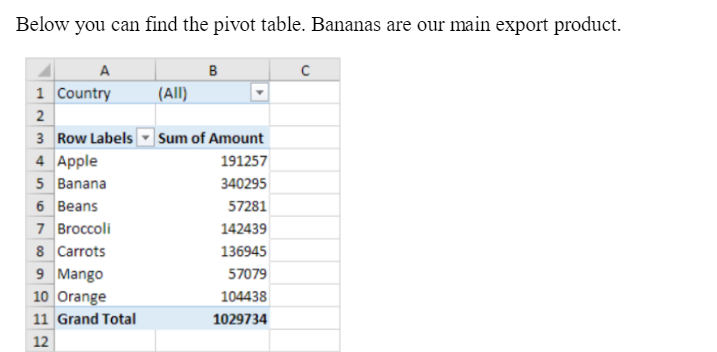 Below you can find the pivot table. Bananas are our main export product.
A B C
1 Country (All)
2
3 Row Labels Sum of Amount
4 Apple 191257
5 Banana 340295
6 Beans 57281
7 Broccoli 142439
8 Carrots 136945
9 Mango 57079
10 Orange 104438
11 Grand Total 1029734
12